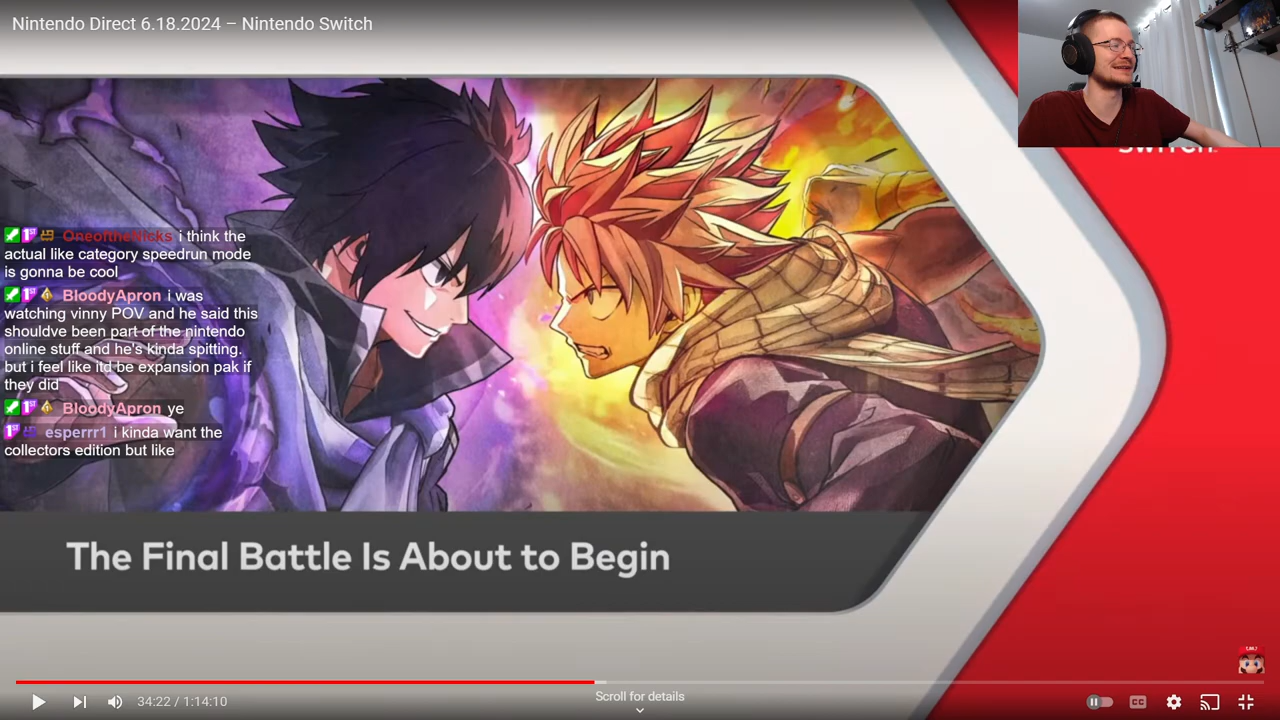 Nintendo Direct 6.18.2024 – Nintendo Switch
SWITCH
OneoftheNicks i think the
actual like category speedrun mode
is gonna be cool
BloodyApron i was
watching vinny POV and he said this
shouldve been part of the nintendo
online stuff and he's kinda spitting.
but i feel like itd be expansion pak if
they did
BloodyApron ye
esperrr1 i kinda want the
collectors edition but like
The Final Battle Is About to Begin
34:22 / 1:14:10
Scroll for details
CC